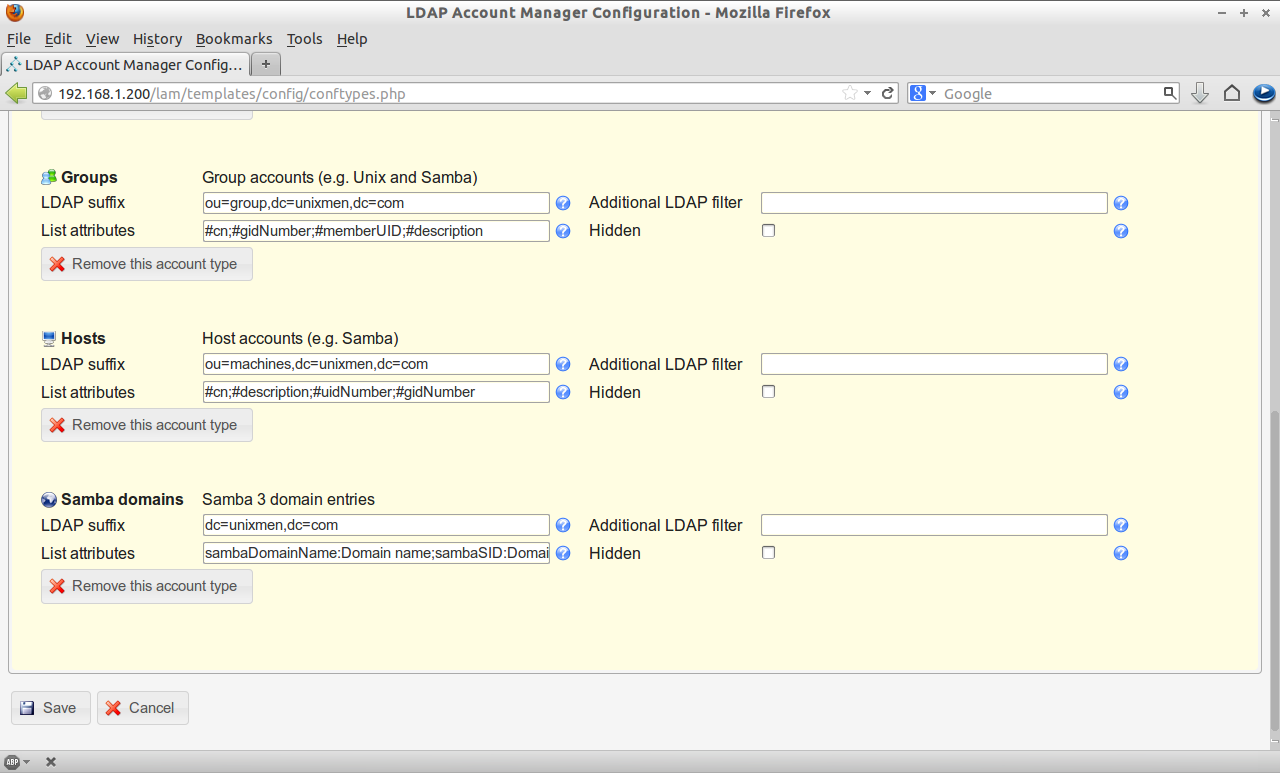 LDAP Account Manager Configuration - Mozilla Firefox
File Edit View History Bookmarks Tools Help
LDAP Account Manager Config...
192.168.1.200/lam/templates/config/conftypes.php Google
Groups Group accounts (e.g. Unix and Samba)
LDAP suffix ou=group,dc=unixmen,dc=com Additional LDAP filter
List attributes #cn;#gidNumber;#memberUID;#description Hidden
Remove this account type
Hosts Host accounts (e.g. Samba)
LDAP suffix ou=machines,dc=unixmen,dc=com Additional LDAP filter
List attributes #cn;#description;#uidNumber;#gidNumber Hidden
Remove this account type
Samba domains Samba 3 domain entries
LDAP suffix dc=unixmen,dc=com Additional LDAP filter
List attributes sambaDomainName:Domain name;sambaSID:Domai Hidden
Remove this account type
Save Cancel
ABP